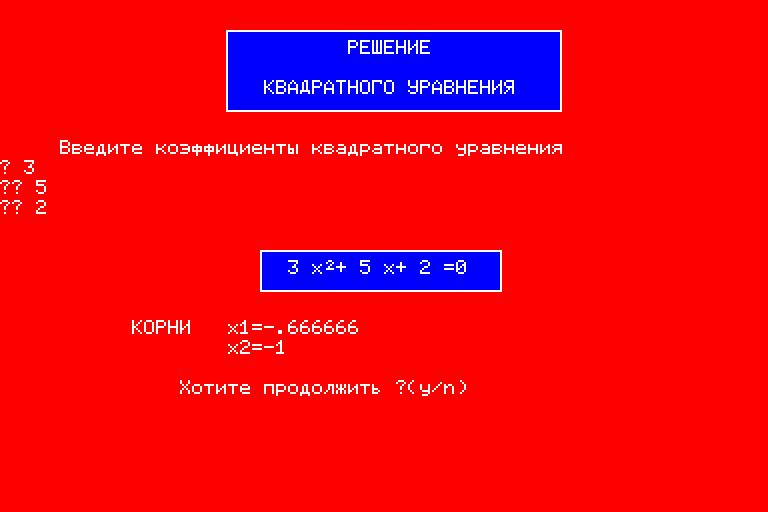 РЕШЕНИЕ
КВАДРАТНОГО УРАВНЕНИЯ
Введите коэффициенты квадратного уравнения
? 3
?? 5
?? 2
3 x²+ 5 x+ 2 =0
КОРНИ x1=-.666666
x2=-1
Хотите продолжить ?(y/n)